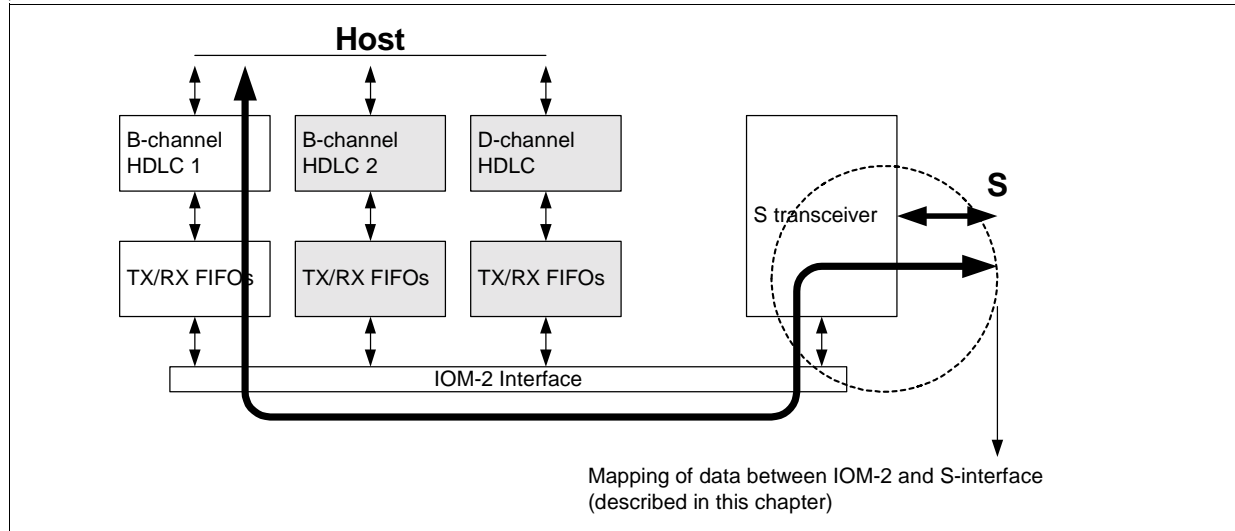 Host
B-channel
HDLC 1
B-channel
HDLC 2
D-channel
HDLC
S transceiver
S
TX/RX FIFOs
TX/RX FIFOs
TX/RX FIFOs
IOM-2 Interface
Mapping of data between IOM-2 and S-interface
(described in this chapter)